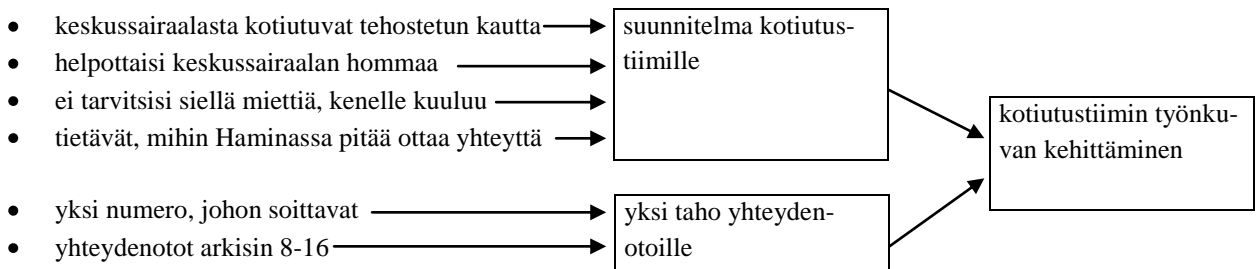 • keskussairaalasta kotiutuvat tehostetun kautta
• helpottaisi keskussairaalan hommaa
• ei tarvitsisi siellä miettiä, kenelle kuuluu
• tietävät, mihin Haminassa pitää ottaa yhteyttä
suunnitelma kotiutus-
tiimille
• yksi numero, johon soittavat
• yhteydenotot arkisin 8-16
yksi taho yhteyden-
otoille
kotiutustiimin työnku-
van kehittäminen